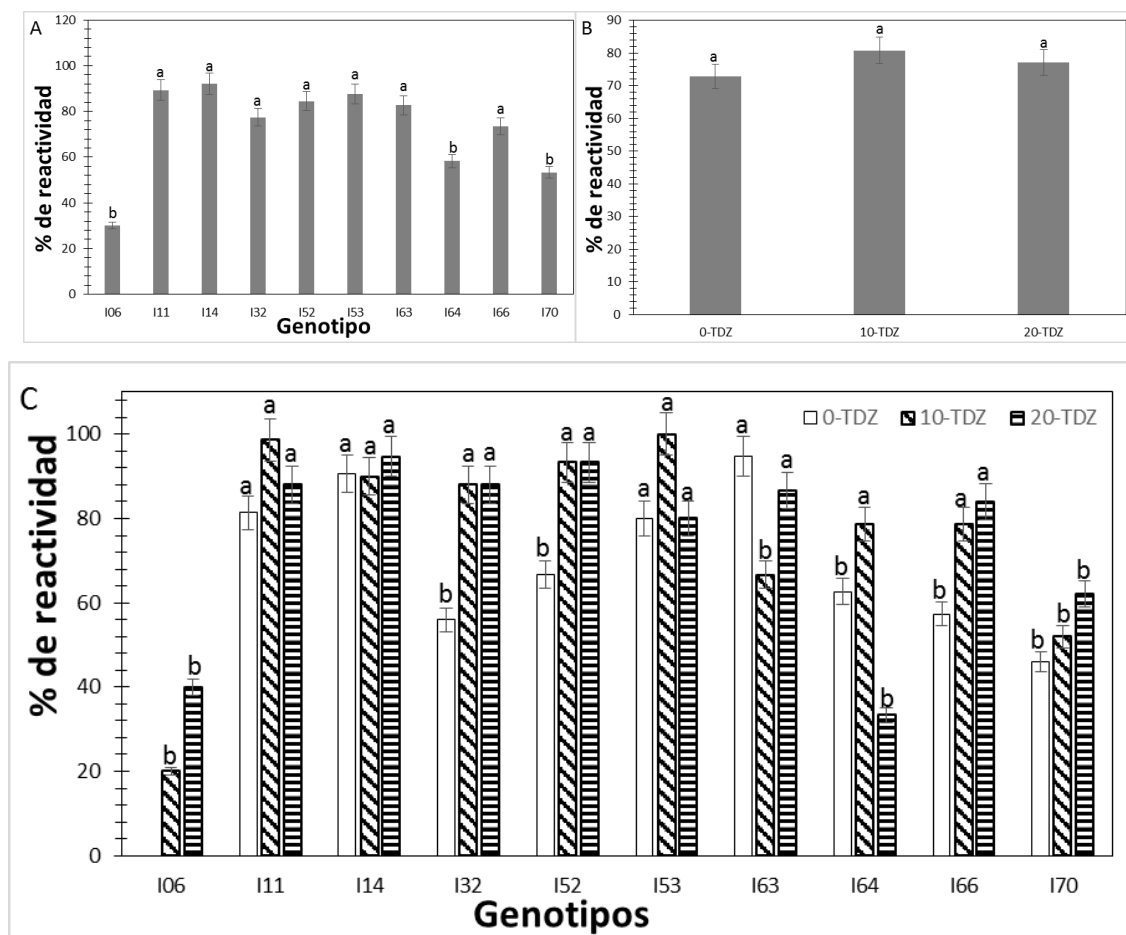 A
120
100
80
60
40
20
0
% de reactividad
b a a a a a a b a b
I06 I11 I14 I32 I52 I53 I63 I64 I66 I70
Genotipo
B
90
80
70
60
50
40
30
20
10
0
% de reactividad
a a a
0-TDZ 10-TDZ 20-TDZ
C
0-TDZ 10-TDZ 20-TDZ
100
80
60
40
20
0
% de reactividad
b b a a a a a a b a a b a a a a a a b a b a b b a a b b b
I06 I11 I14 I32 I52 I53 I63 I64 I66 I70
Genotipos